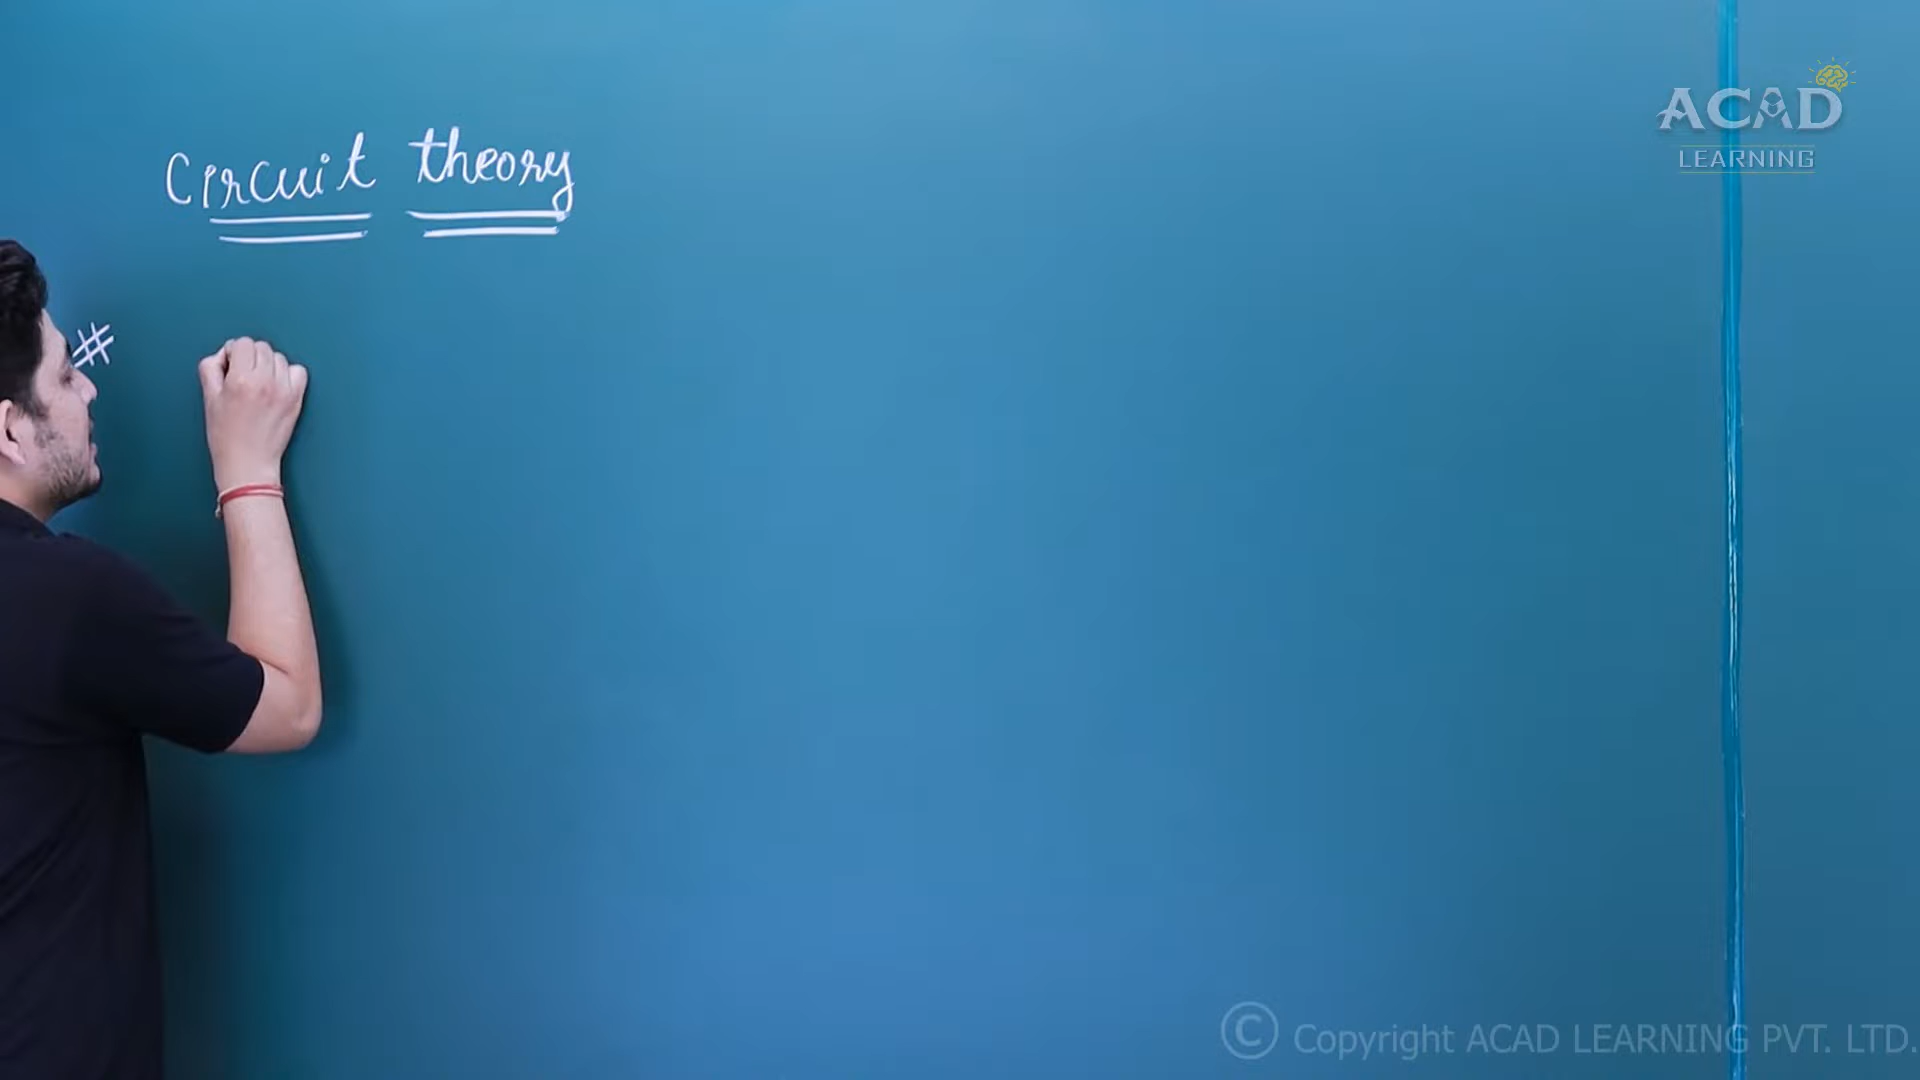 ACAD
LEARNING
Circuit theory
#
© Copyright ACAD LEARNING PVT. LTD.